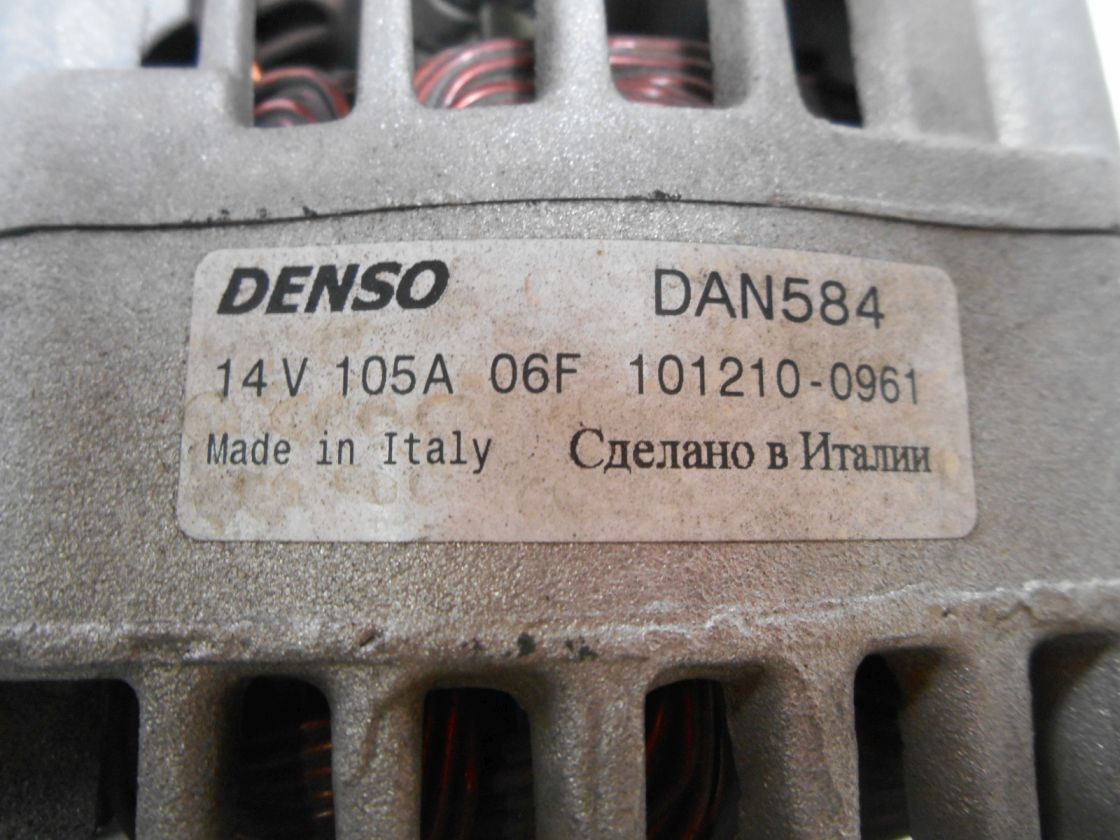 DENSO DAN584
14V 105A 06F 101210-0961
Made in Italy Сделано в Италии